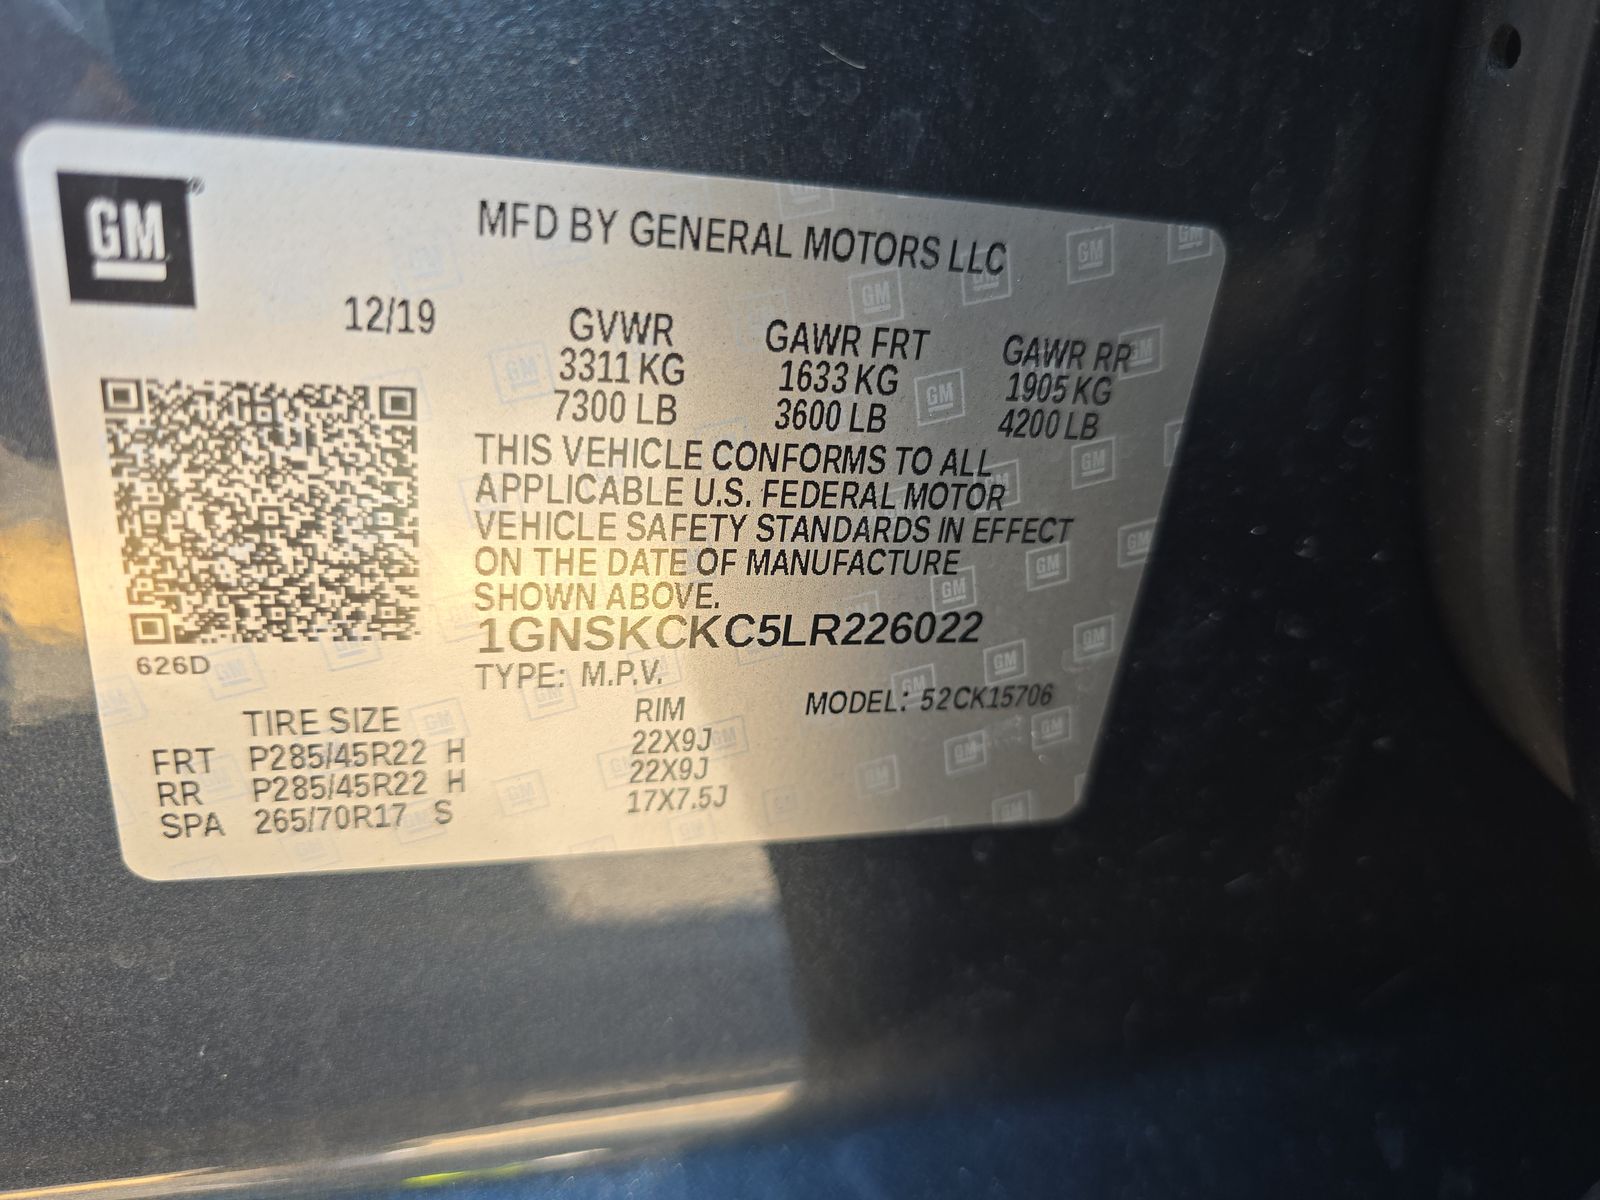 GM
MFD BY GENERAL MOTORS LLC
12/19
GVWR GAWR FRT GAWR RR
3311 KG 1633 KG 1905 KG
7300 LB 3600 LB 4200 LB
THIS VEHICLE CONFORMS TO ALL
APPLICABLE U.S. FEDERAL MOTOR
VEHICLE SAFETY STANDARDS IN EFFECT
ON THE DATE OF MANUFACTURE
SHOWN ABOVE.
1GNSKCKC5LR226022
626D
TYPE: M.P.V.
MODEL: 52CK15706
TIRE SIZE RIM
FRT P285/45R22 H 22X9J
RR P285/45R22 H 22X9J
SPA 265/70R17 S 17X7.5J